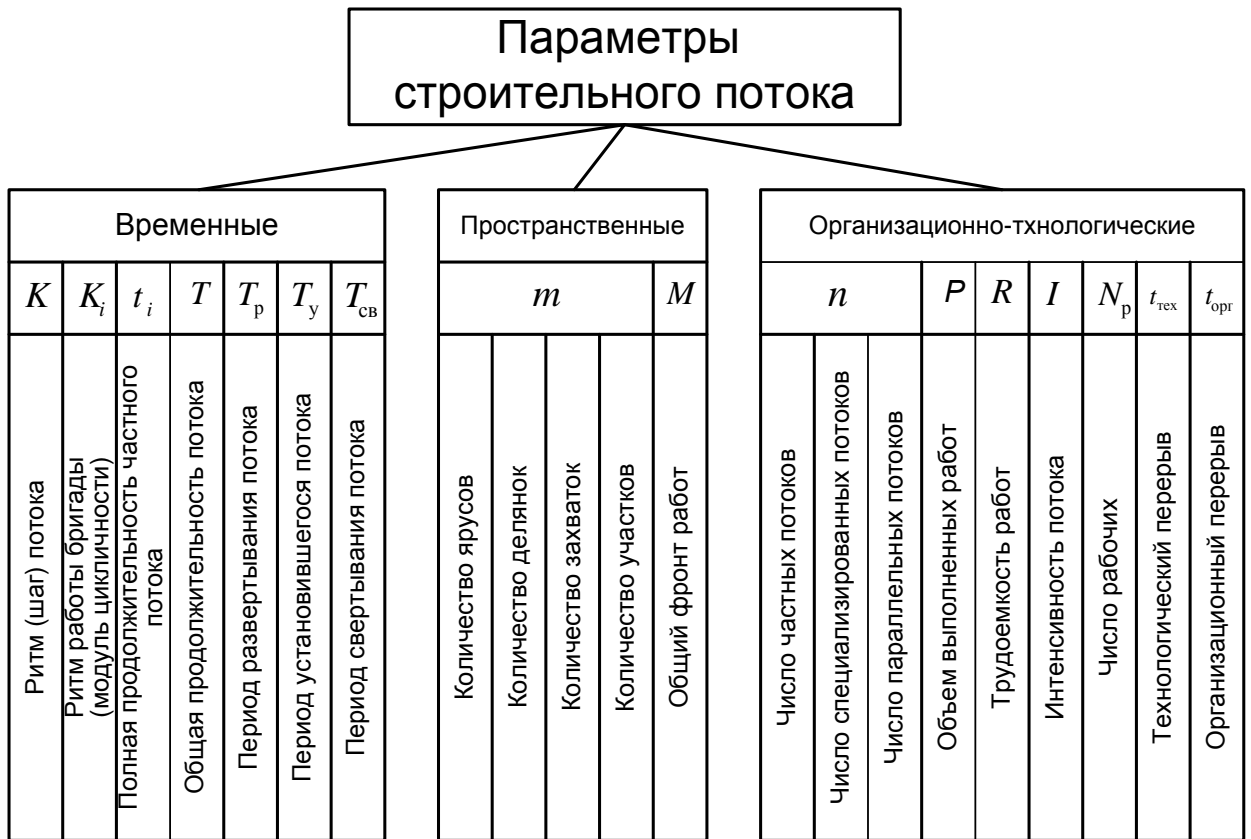 Параметры
строительного потока
Временные
Пространственные
Организационно-тхнологические
K
K_i
t_i
T
T_р
T_у
T_св
m
M
n
P
R
I
N_р
t_тех
t_орг
Ритм (шаг) потока
Ритм работы бригады
(модуль цикличности)
Полная продолжительность частного
потока
Общая продолжительность потока
Период развертывания потока
Период установившегося потока
Период свертывания потока
Количество ярусов
Количество делянок
Количество захваток
Количество участков
Общий фронт работ
Число частных потоков
Число специализированных потоков
Число параллельных потоков
Объем выполненных работ
Трудоемкость работ
Интенсивность потока
Число рабочих
Технологический перерыв
Организационный перерыв